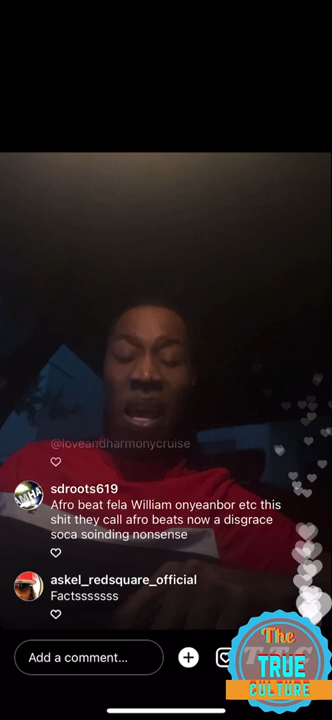 @loveandharmonycruise
sdroots619
Afro beat fela William onyeanbor etc this
shit they call afro beats now a disgrace
soca soinding nonsense
askel_redsquare_official
Factsssssss
Add a comment...
The
TRUE
CULTURE